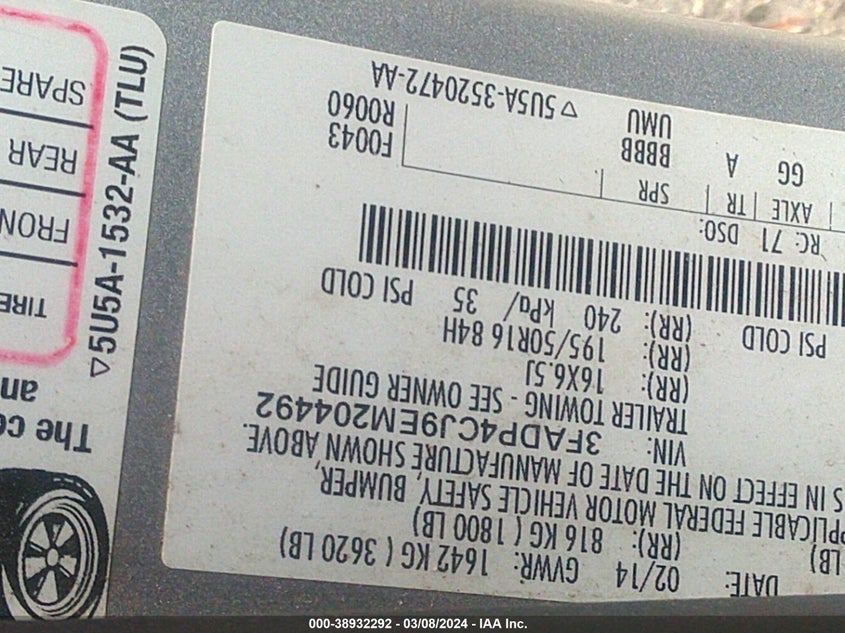 DATE: 02/14 GVWR: 1642 KG ( 3620 LB)
LB) (RR): 816 KG ( 1800 LB)
PPLICABLE FEDERAL MOTOR VEHICLE SAFETY, BUMPER,
S IN EFFECT ON THE DATE OF MANUFACTURE SHOWN ABOVE.
VIN: 3FADP4CJ9EM204492
TRAILER TOWING - SEE OWNER GUIDE
(RR): 16X6.5J
(RR): 195/50R16 84H
PSI COLD (RR): 240 kPa/ 35 PSI COLD
RC: 71 DSO:
AXLE TR SPR
GG A BBBB F0043
UMU R0060
▽5U5A-3520472-AA
The co
an
▽5U5A-1532-AA (TLU)
TIRE
FRON
REAR
SPARE
000-38932292 - 03/08/2024 - IAA Inc.